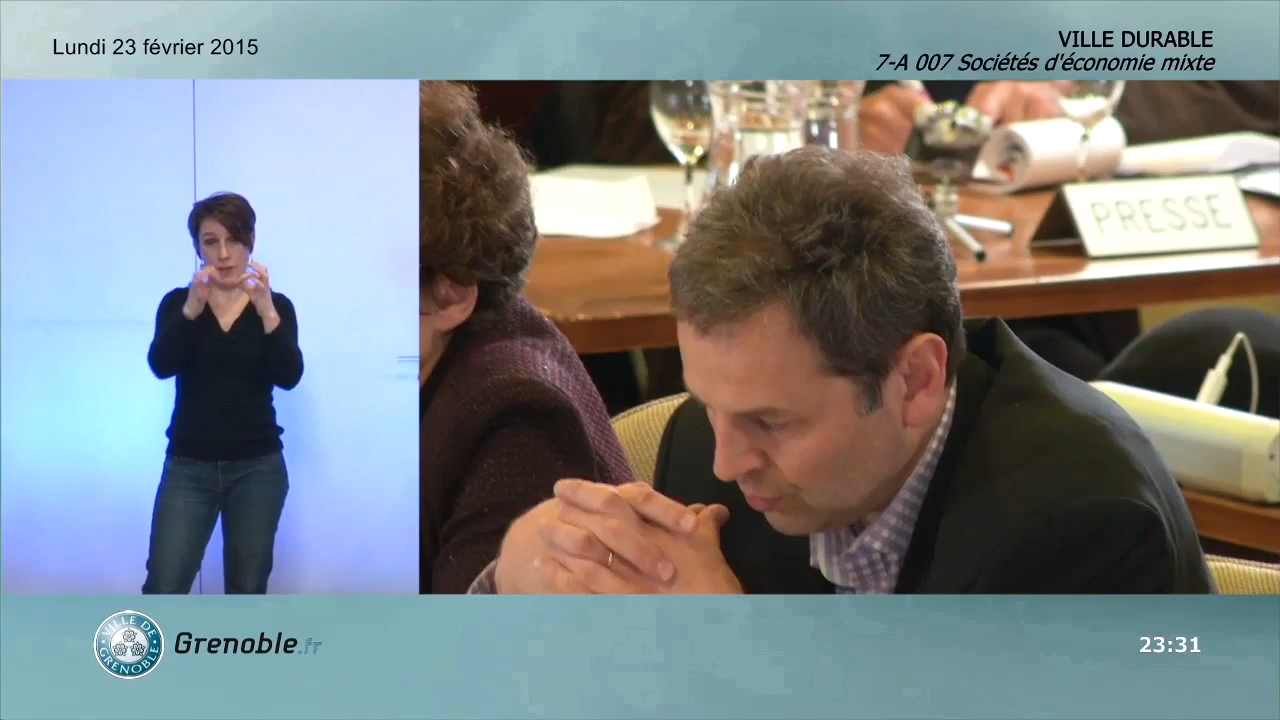 Lundi 23 février 2015
VILLE DURABLE
7-A 007 Sociétés d'économie mixte
PRESSE
VILLE DE
GRENOBLE
Grenoble.fr
23:31